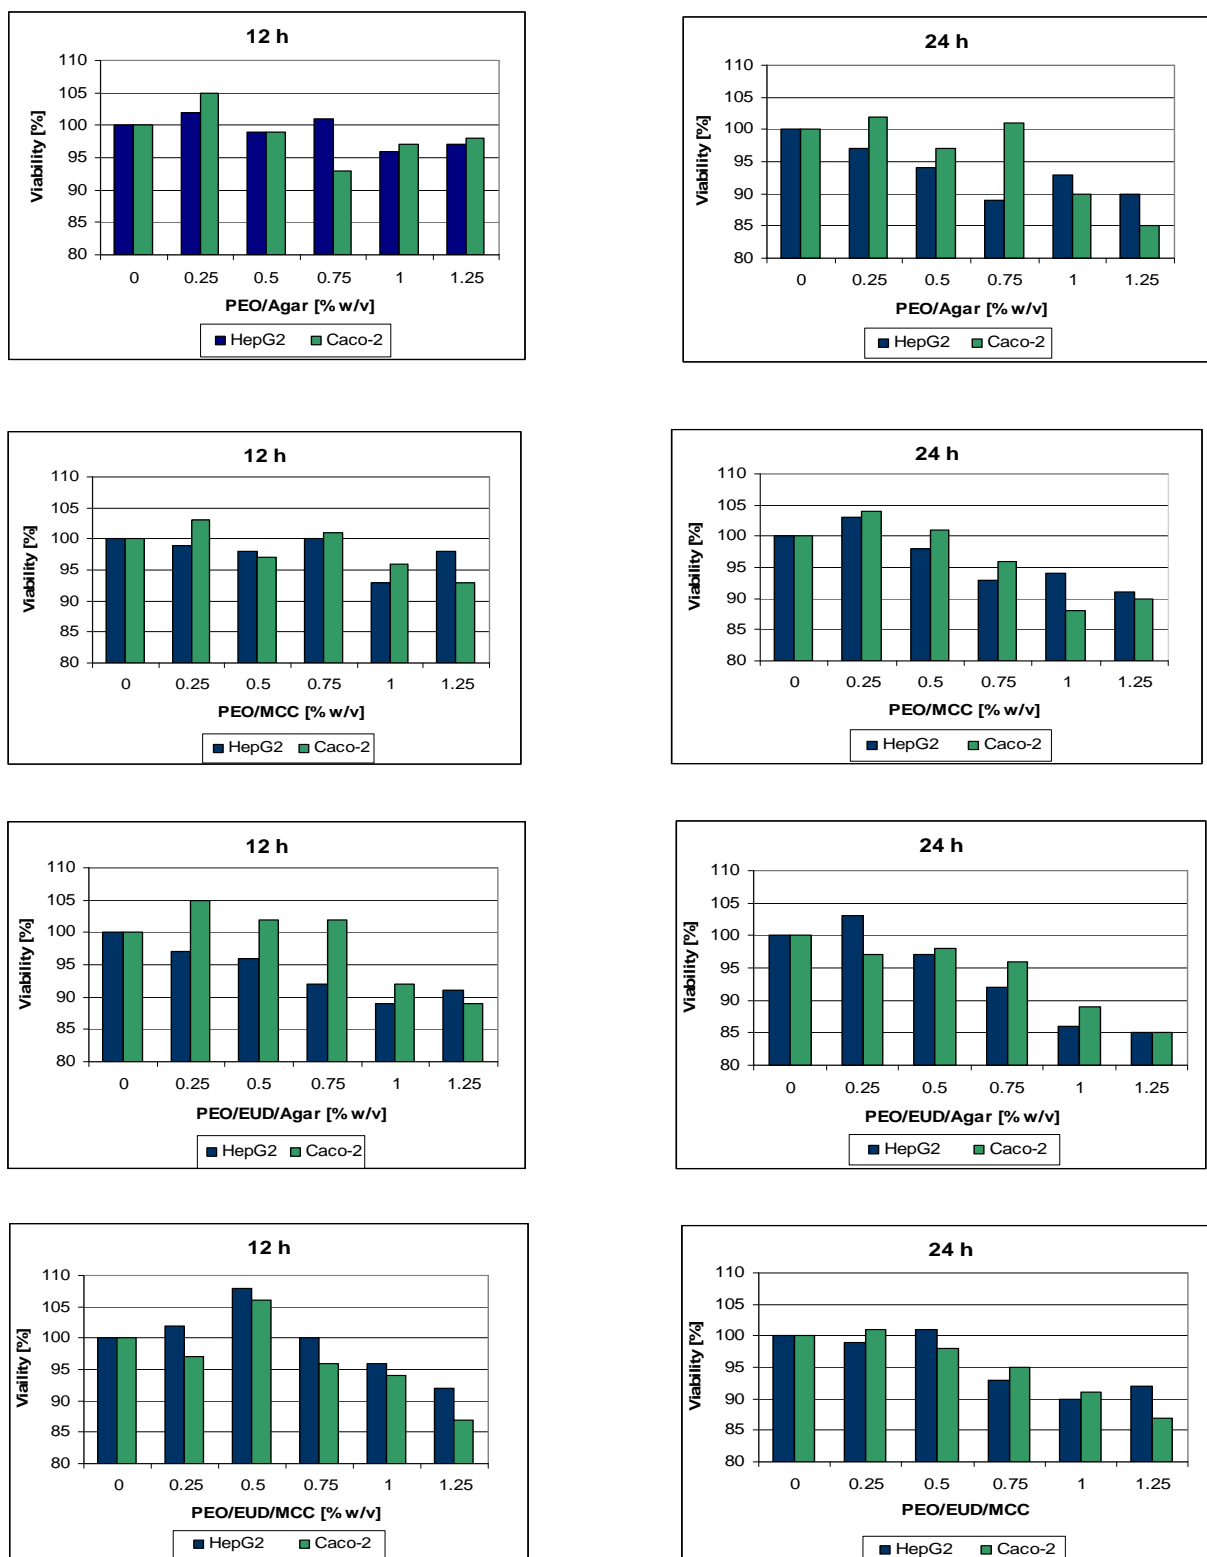 12 h
110
105
100
95
90
85
80
Viability [%]
0 0.25 0.5 0.75 1 1.25
PEO/Agar [% w/v]
HepG2 Caco-2
24 h
110
105
100
95
90
85
80
Viability [%]
0 0.25 0.5 0.75 1 1.25
PEO/Agar [% w/v]
HepG2 Caco-2
12 h
110
105
100
95
90
85
80
Viability [%]
0 0.25 0.5 0.75 1 1.25
PEO/MCC [% w/v]
HepG2 Caco-2
24 h
110
105
100
95
90
85
80
Viability [%]
0 0.25 0.5 0.75 1 1.25
PEO/MCC [% w/v]
HepG2 Caco-2
12 h
110
105
100
95
90
85
80
Viability [%]
0 0.25 0.5 0.75 1 1.25
PEO/EUD/Agar [% w/v]
HepG2 Caco-2
24 h
110
105
100
95
90
85
80
Viability [%]
0 0.25 0.5 0.75 1 1.25
PEO/EUD/Agar [% w/v]
HepG2 Caco-2
12 h
110
105
100
95
90
85
80
Viaility [%]
0 0.25 0.5 0.75 1 1.25
PEO/EUD/MCC [% w/v]
HepG2 Caco-2
24 h
110
105
100
95
90
85
80
Viability [%]
0 0.25 0.5 0.75 1 1.25
PEO/EUD/MCC
HepG2 Caco-2